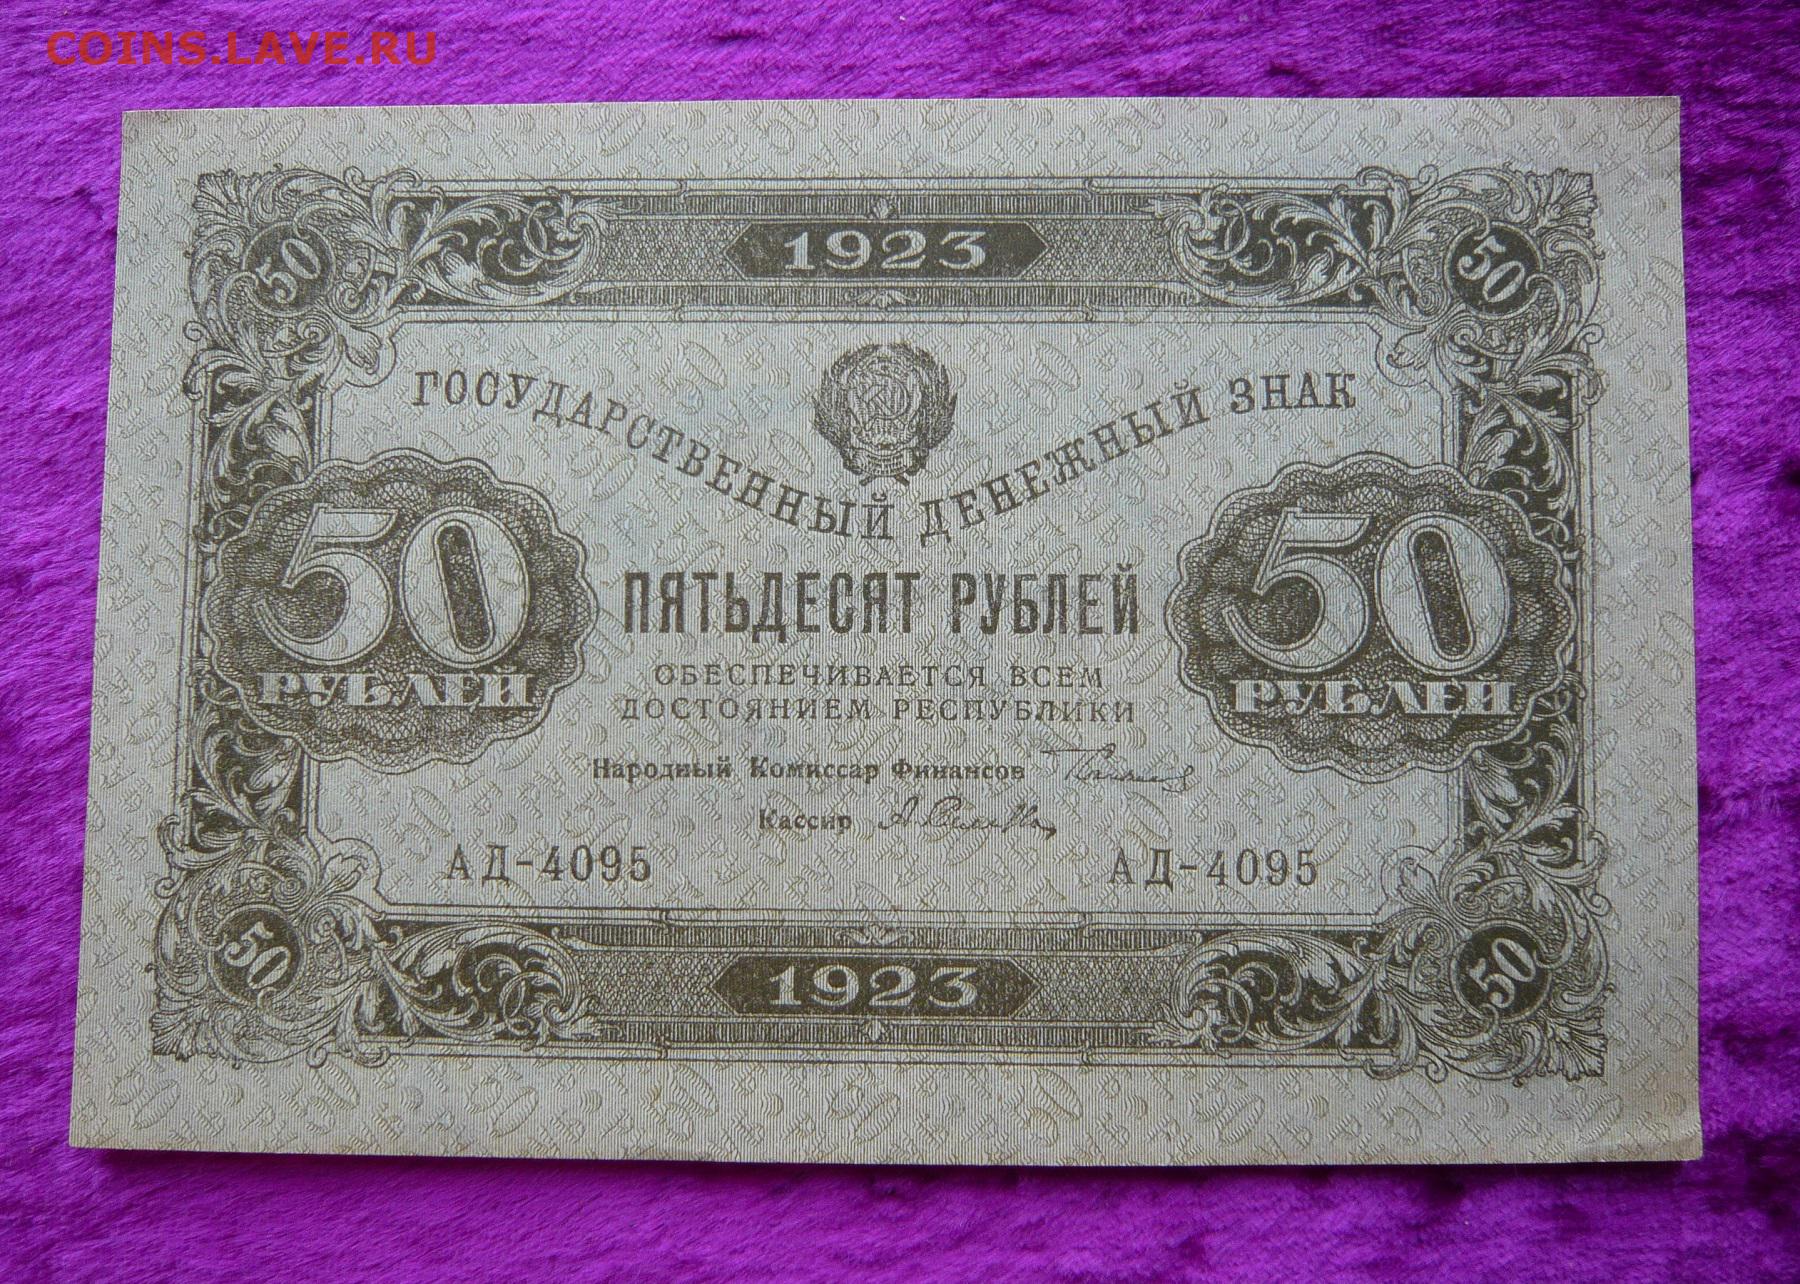 COINS.LAVE.RU
50 1923 50
ГОСУДАРСТВЕННЫЙ ДЕНЕЖНЫЙ ЗНАК
50 РУБЛЕЙ
ПЯТЬДЕСЯТ РУБЛЕЙ
50 РУБЛЕЙ
ОБЕСПЕЧИВАЕТСЯ ВСЕМ
ДОСТОЯНИЕМ РЕСПУБЛИКИ
Народный Комиссар Финансов
Кассир
АД-4095 АД-4095
50 1923 50